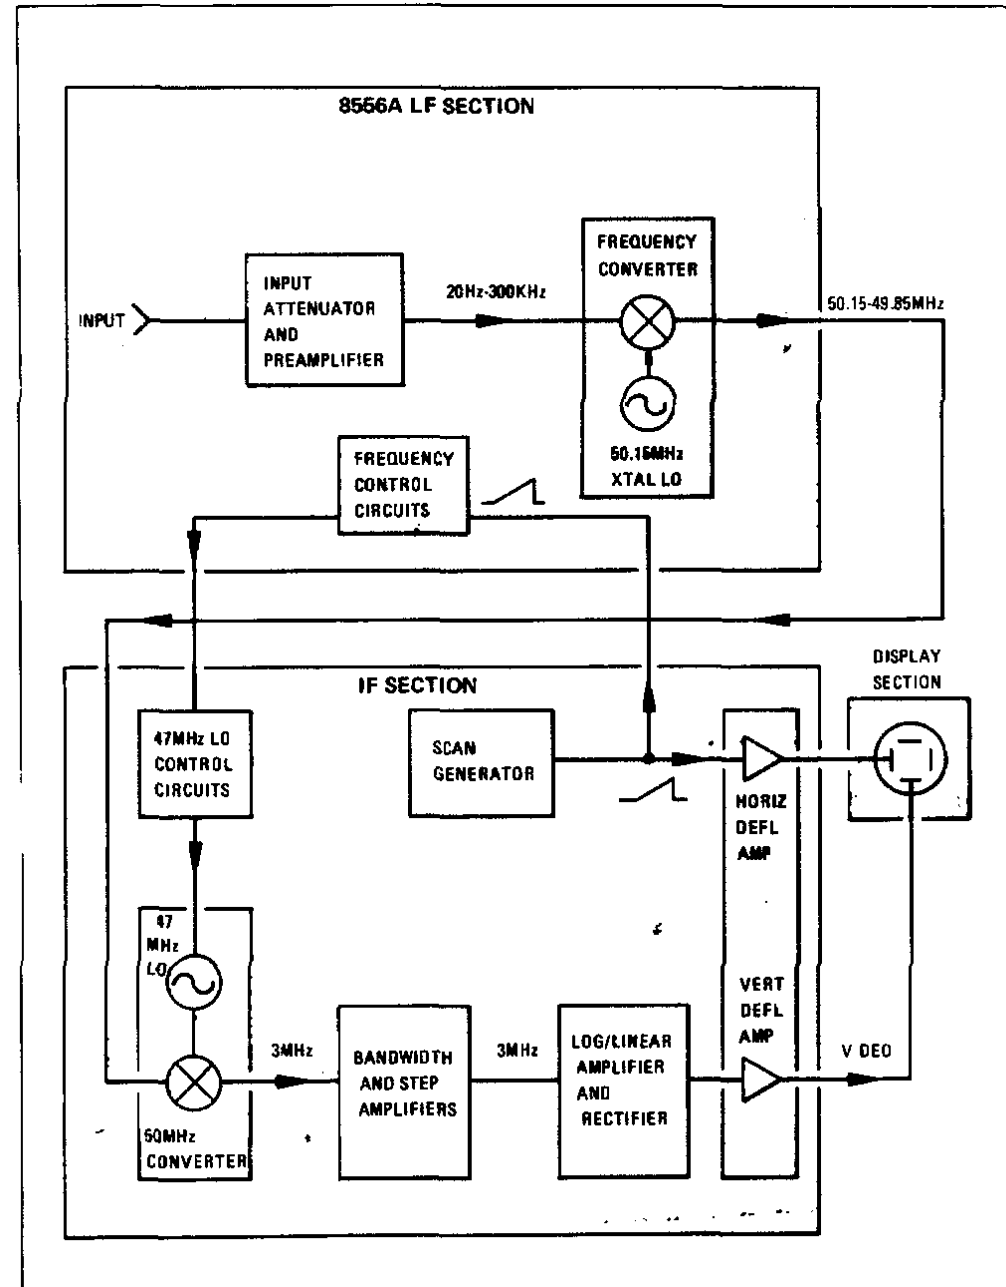 8556A LF SECTION
FREQUENCY
CONVERTER
INPUT
ATTENUATOR
AND
PREAMPLIFIER
20Hz-300KHz
50.15-49.85MHz
INPUT
50.15MHz
XTAL LO
FREQUENCY
CONTROL
CIRCUITS
IF SECTION
DISPLAY
SECTION
47MHz LO
CONTROL
CIRCUITS
SCAN
GENERATOR
HORIZ
DEFL
AMP
47
MHz
LO
VERT
DEFL
AMP
3MHz
BANDWIDTH
AND STEP
AMPLIFIERS
3MHz
LOG/LINEAR
AMPLIFIER
AND
RECTIFIER
V DEO
50MHz
CONVERTER